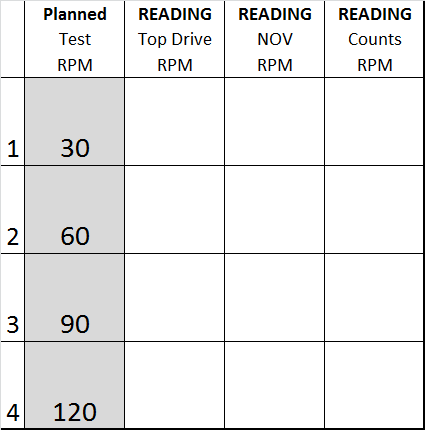 Planned READING READING READING
Test Top Drive NOV Counts
RPM RPM RPM RPM
1 30
2 60
3 90
4 120